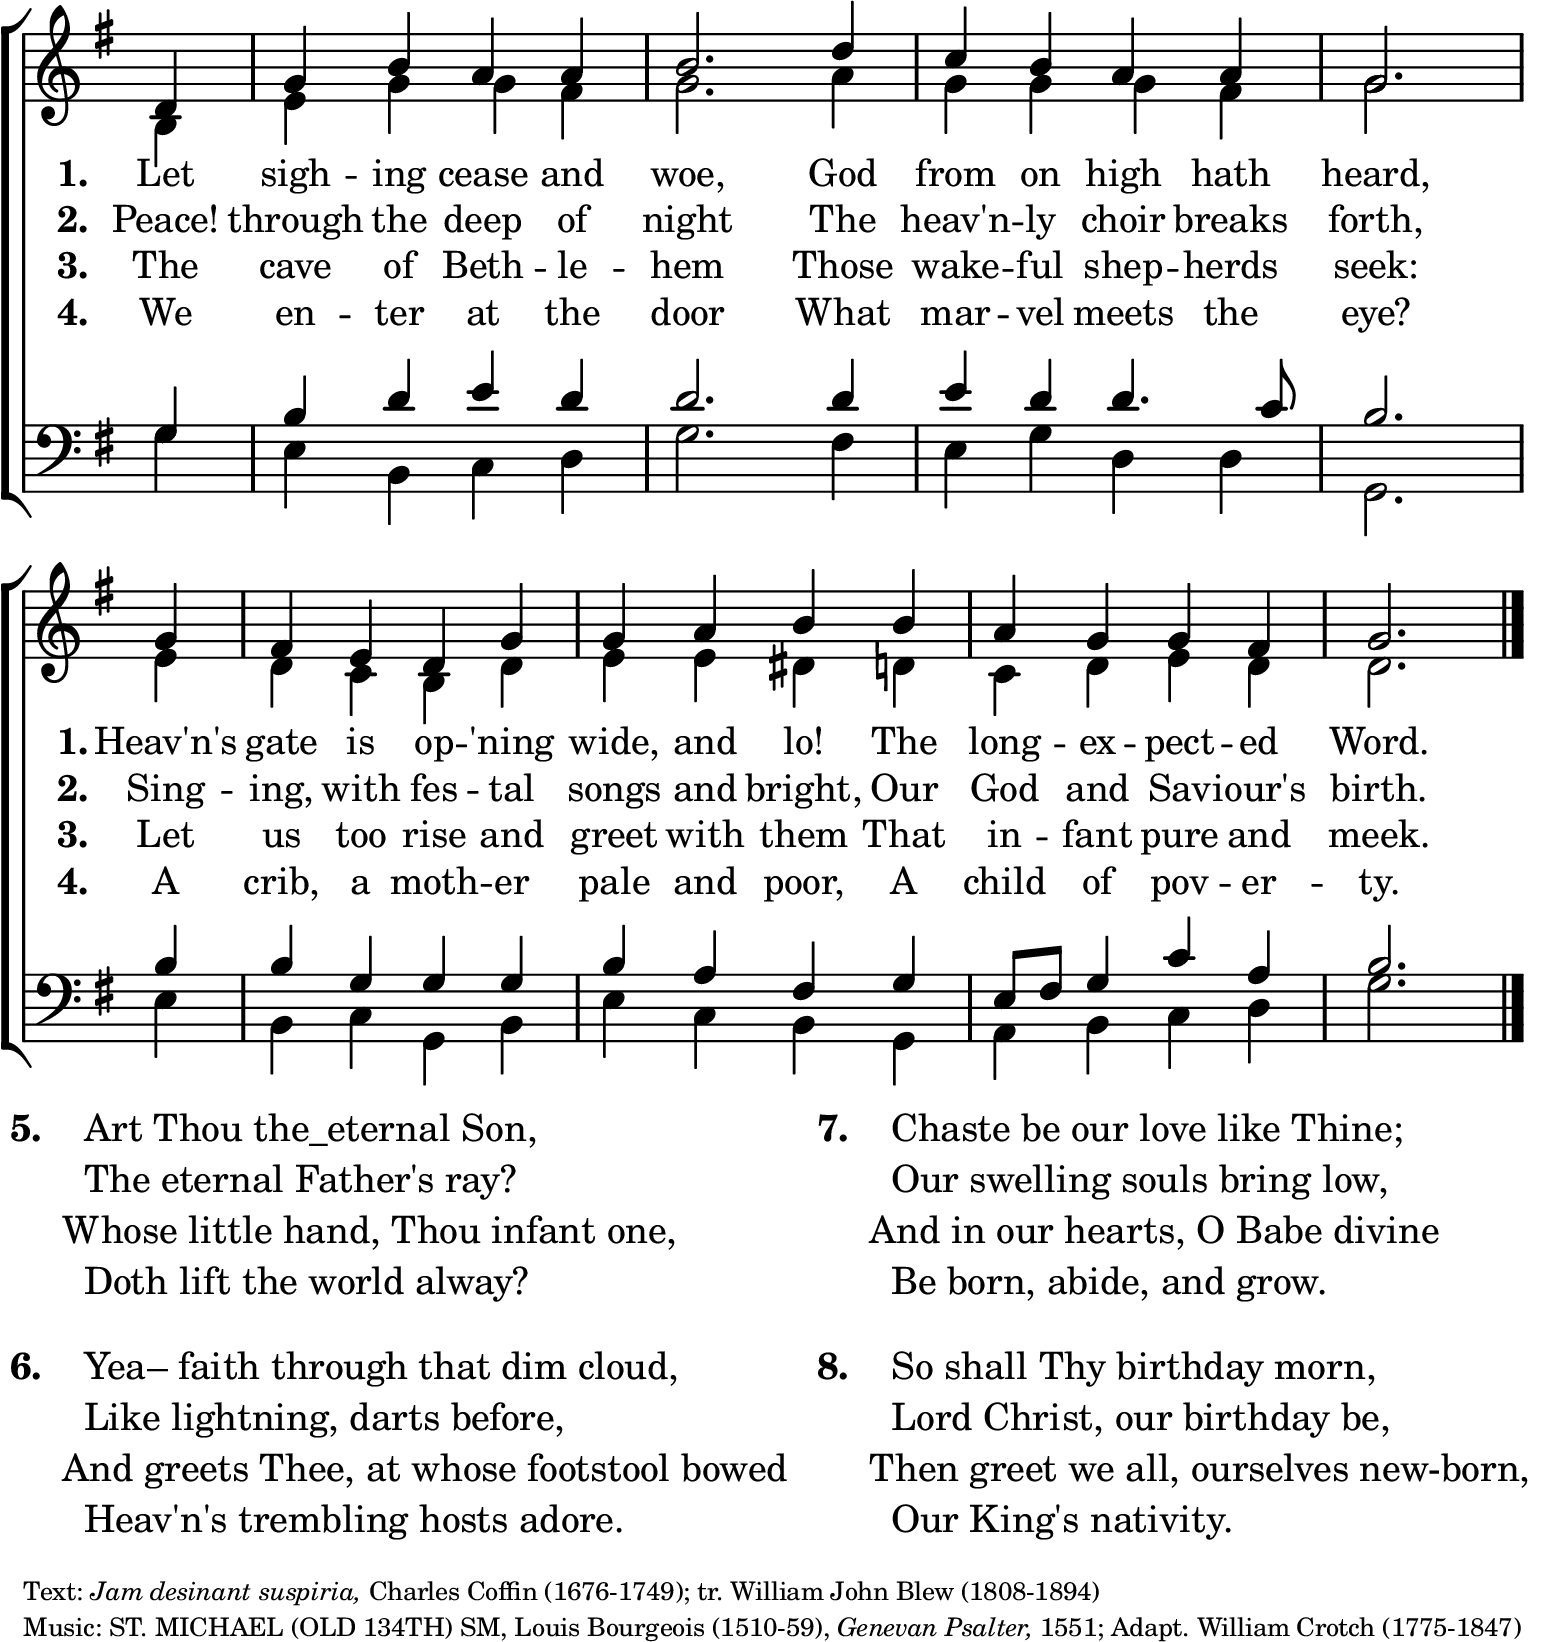 1. Let sigh - ing cease and woe, God from on high hath heard,
2. Peace! through the deep of night The heav'n - ly choir breaks forth,
3. The cave of Beth - le - hem Those wake - ful shep - herds seek:
4. We en - ter at the door What mar - vel meets the eye?
1. Heav'n's gate is op - 'ning wide, and lo! The long - ex - pect - ed Word.
2. Sing - ing, with fes - tal songs and bright, Our God and Saviour's birth.
3. Let us too rise and greet with them That in - fant pure and meek.
4. A crib, a moth - er pale and poor, A child of pov - er - ty.
5. Art Thou the_eternal Son,
The eternal Father's ray?
Whose little hand, Thou infant one,
Doth lift the world alway?
6. Yea– faith through that dim cloud,
Like lightning, darts before,
And greets Thee, at whose footstool bowed
Heav'n's trembling hosts adore.
7. Chaste be our love like Thine;
Our swelling souls bring low,
And in our hearts, O Babe divine
Be born, abide, and grow.
8. So shall Thy birthday morn,
Lord Christ, our birthday be,
Then greet we all, ourselves new-born,
Our King's nativity.
Text: Jam desinant suspiria, Charles Coffin (1676-1749); tr. William John Blew (1808-1894)
Music: ST. MICHAEL (OLD 134TH) SM, Louis Bourgeois (1510-59), Genevan Psalter, 1551; Adapt. William Crotch (1775-1847)